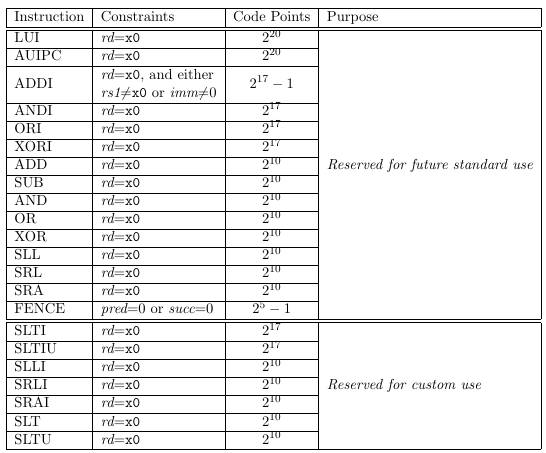 Instruction Constraints Code Points Purpose
LUI rd=x0 2^20
AUIPC rd=x0 2^20
ADDI rd=x0, and either rs1≠x0 or imm≠0 2^17 − 1
ANDI rd=x0 2^17
ORI rd=x0 2^17
XORI rd=x0 2^17
ADD rd=x0 2^10 Reserved for future standard use
SUB rd=x0 2^10
AND rd=x0 2^10
OR rd=x0 2^10
XOR rd=x0 2^10
SLL rd=x0 2^10
SRL rd=x0 2^10
SRA rd=x0 2^10
FENCE pred=0 or succ=0 2^5 − 1
SLTI rd=x0 2^17
SLTIU rd=x0 2^17
SLLI rd=x0 2^10
SRLI rd=x0 2^10 Reserved for custom use
SRAI rd=x0 2^10
SLT rd=x0 2^10
SLTU rd=x0 2^10